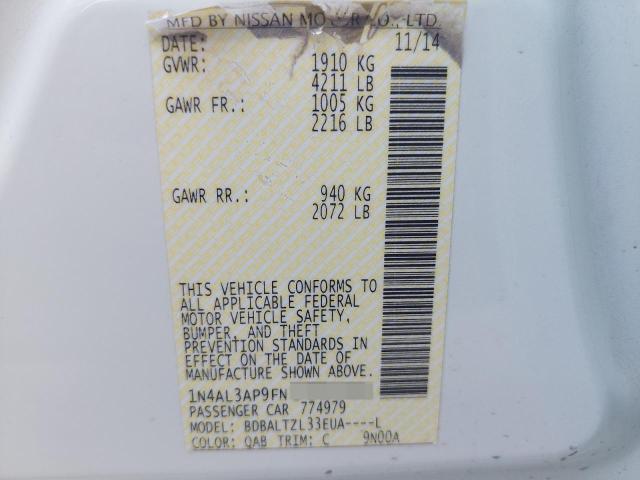 MFD BY NISSAN MOTOR CO., LTD.
DATE: 11/14
GVWR: 1910 KG
4211 LB
GAWR FR.: 1005 KG
2216 LB
GAWR RR.: 940 KG
2072 LB
THIS VEHICLE CONFORMS TO
ALL APPLICABLE FEDERAL
MOTOR VEHICLE SAFETY,
BUMPER, AND THEFT
PREVENTION STANDARDS IN
EFFECT ON THE DATE OF
MANUFACTURE SHOWN ABOVE.
1N4AL3AP9FN
PASSENGER CAR 774979
MODEL: BDBALTZL33EUA----L
COLOR: QAB TRIM: C 9N00A